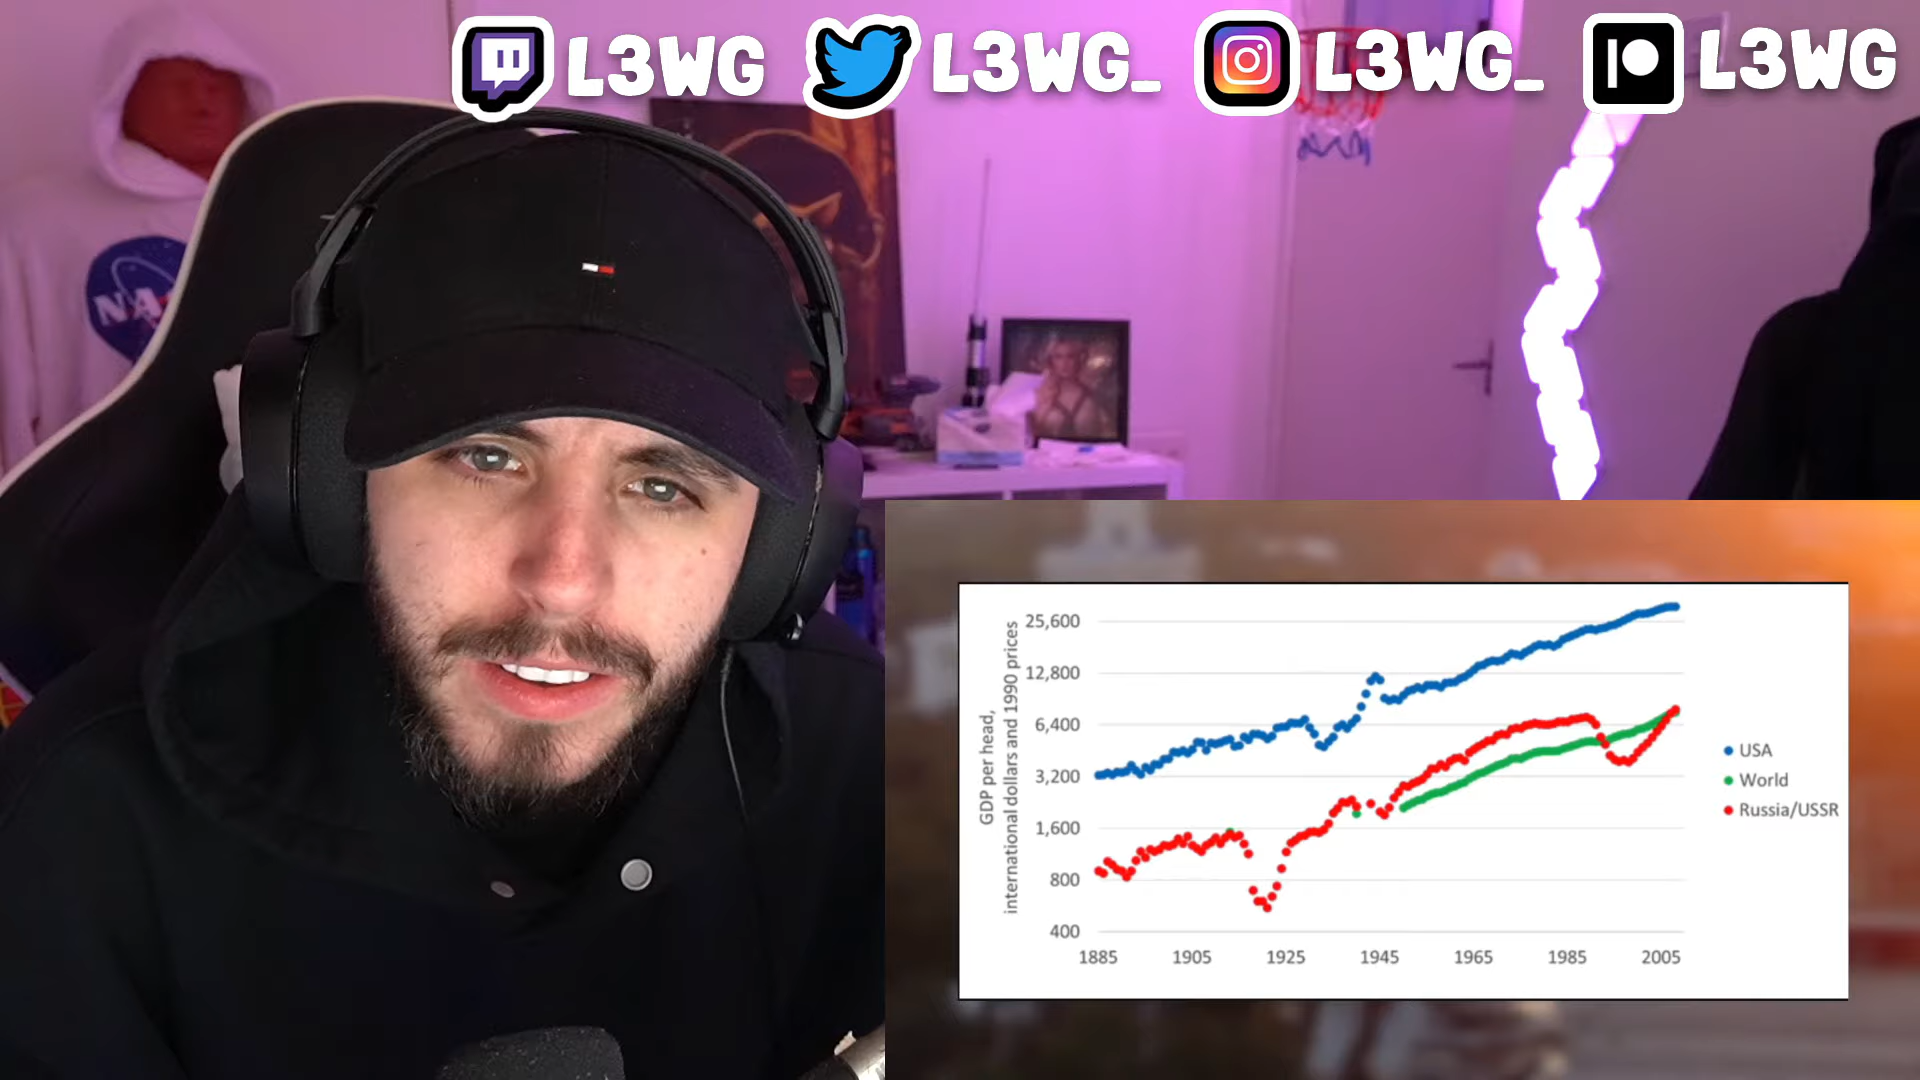 L3WG L3WG_ L3WG_ L3WG
NA
GDP per head,
international dollars and 1990 prices
25,600
12,800
6,400
3,200
1,600
800
400
1885 1905 1925 1945 1965 1985 2005
USA
World
Russia/USSR